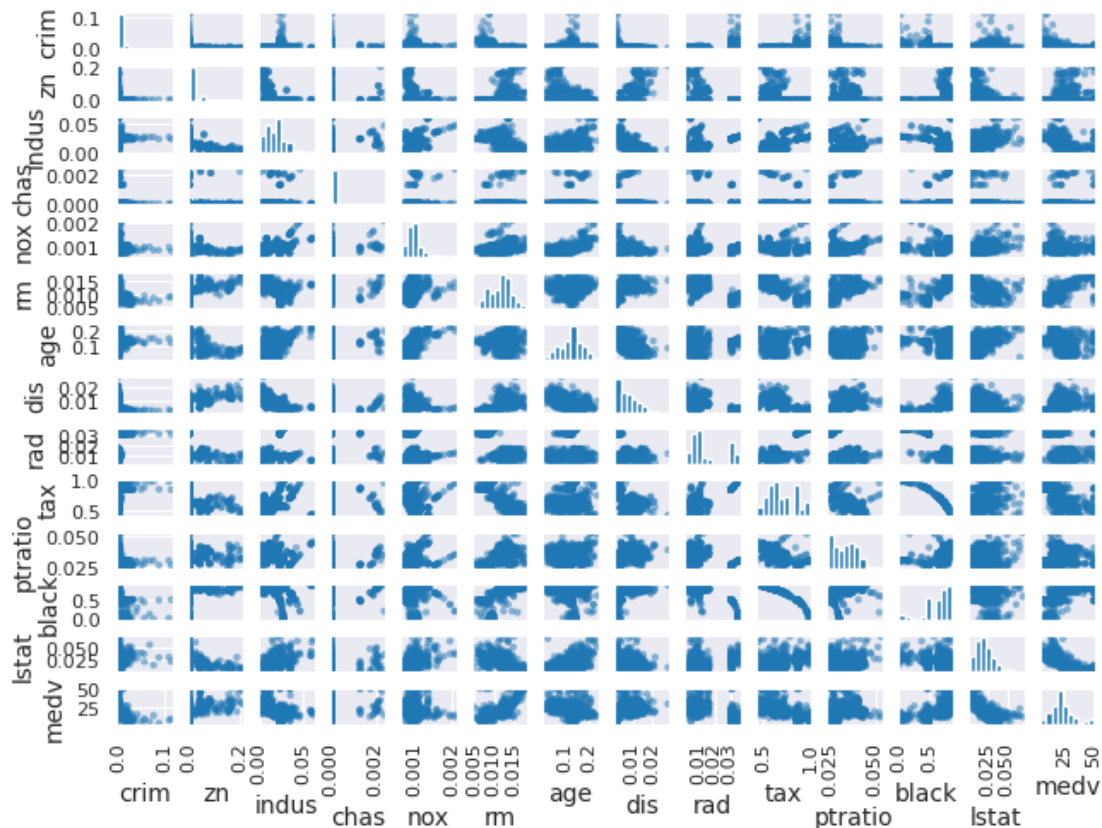 crim 0.1 0.0
zn 0.2 0.0
indus 0.05 0.00
chas 0.002 0.000
nox 0.002 0.001
rm 0.015 0.010 0.005
age 0.2 0.1
dis 0.02 0.01
rad 0.03 0.02 0.01
tax 1.0 0.5
ptratio 0.050 0.025
black 0.5 0.0
lstat 0.050 0.025
medv 50 25
0.0 0.1 0.0 0.2 0.00 0.05 0.000 0.002 0.001 0.002 0.005 0.010 0.015 0.1 0.2 0.01 0.02 0.01 0.02 0.03 0.5 1.0 0.025 0.050 0.0 0.5 0.025 0.050 25 50
crim zn indus chas nox rm age dis rad tax ptratio black lstat medv